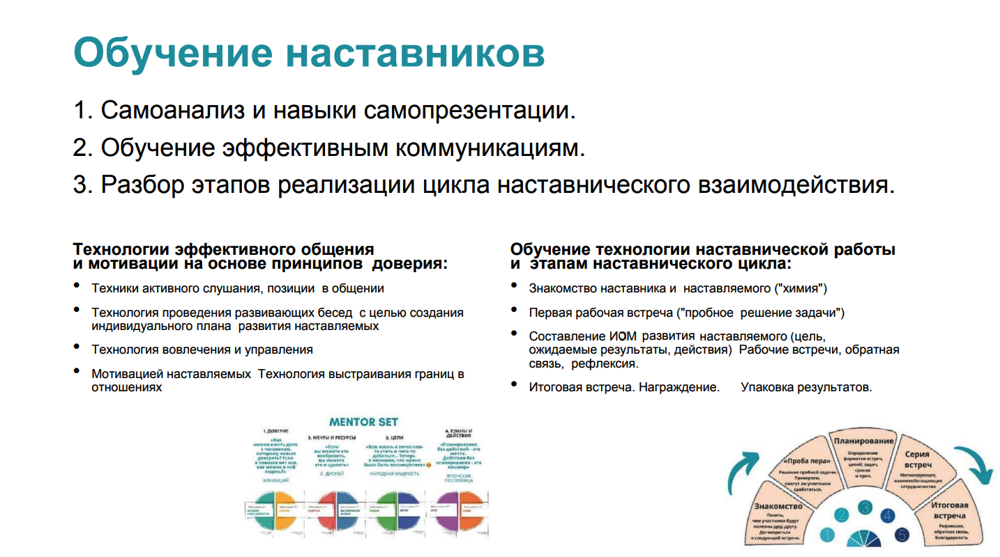 Обучение наставников
1. Самоанализ и навыки самопрезентации.
2. Обучение эффективным коммуникациям.
3. Разбор этапов реализации цикла наставнического взаимодействия.
Технологии эффективного общения
и мотивации на основе принципов доверия:
• Техники активного слушания, позиции в общении
• Технология проведения развивающих бесед с целью создания
индивидуального плана развития наставляемых
• Технология вовлечения и управления
• Мотивацией наставляемых Технология выстраивания границ в
отношениях
Обучение технологии наставнической работы
и этапам наставнического цикла:
• Знакомство наставника и наставляемого ("химия")
• Первая рабочая встреча ("пробное решение задачи")
• Составление ИОМ развития наставляемого (цель,
ожидаемые результаты, действия) Рабочие встречи, обратная
связь, рефлексия.
• Итоговая встреча. Награждение. Упаковка результатов.
MENTOR SET
1. ДОВЕРИЕ
«Как
можно иметь дело
с человеком,
которому нельзя
доверять? Если
в повозке нет оси,
как можно в ней
ездить?»
КОНФУЦИЙ
2. МЕЧТЫ И РЕСУРСЫ
«Если
вы можете это
вообразить,
вы можете
это и сделать»
У. ДИСНЕЙ
3. ЦЕЛИ
«Всю жизнь я хотел кем-
то стать и чего-то
добиться... Теперь
я понимаю, что нужно
было быть поконкретнее»
НАРОДНАЯ МУДРОСТЬ
4. ПЛАНЫ И
ДЕЙСТВИЯ
«Планирование
без действий - это
мечта.
Действия без
планирования - это
кошмар»
ЯПОНСКАЯ
ПОСЛОВИЦА
Знакомство
Понять,
чем участники будут
полезны друг другу.
Договориться
о следующей встрече.
«Проба пера»
Решение пробной задачи.
Проверяем,
смогут ли участники
сработаться.
Планирование
Определение
форматов встреч,
целей, задач,
сроков
и проч.
Серия
встреч
Мотивирующее,
взаимообогащающее
сотрудничество
Итоговая
встреча
Рефлексия,
обратная связь,
благодарность
1
2
3
4
5